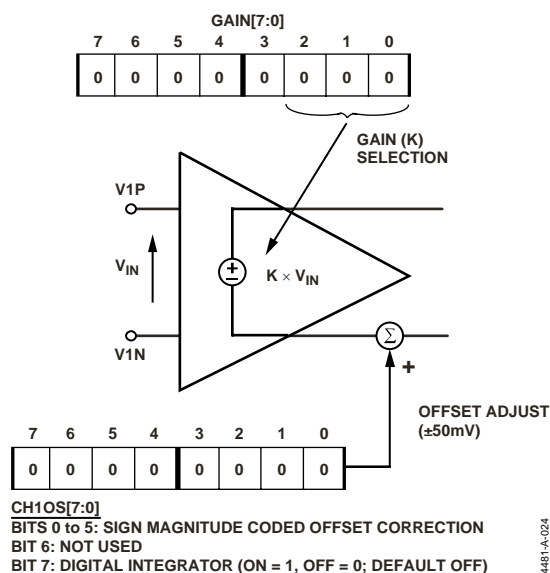 GAIN[7:0]
7 6 5 4 3 2 1 0
0 0 0 0 0 0 0 0
GAIN (K)
SELECTION
V1P
VIN
K × VIN
V1N
Σ
+
OFFSET ADJUST
(±50mV)
7 6 5 4 3 2 1 0
0 0 0 0 0 0 0 0
CH1OS[7:0]
BITS 0 to 5: SIGN MAGNITUDE CODED OFFSET CORRECTION
BIT 6: NOT USED
BIT 7: DIGITAL INTEGRATOR (ON = 1, OFF = 0; DEFAULT OFF)
4481-A-024